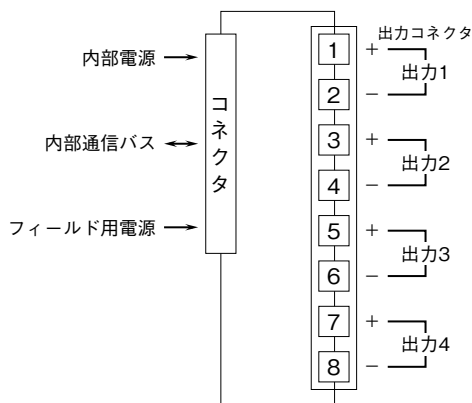 出力コネクタ
内部電源
内部通信バス
フィールド用電源
コネクタ
1 +
2 −
出力1
3 +
4 −
出力2
5 +
6 −
出力3
7 +
8 −
出力4